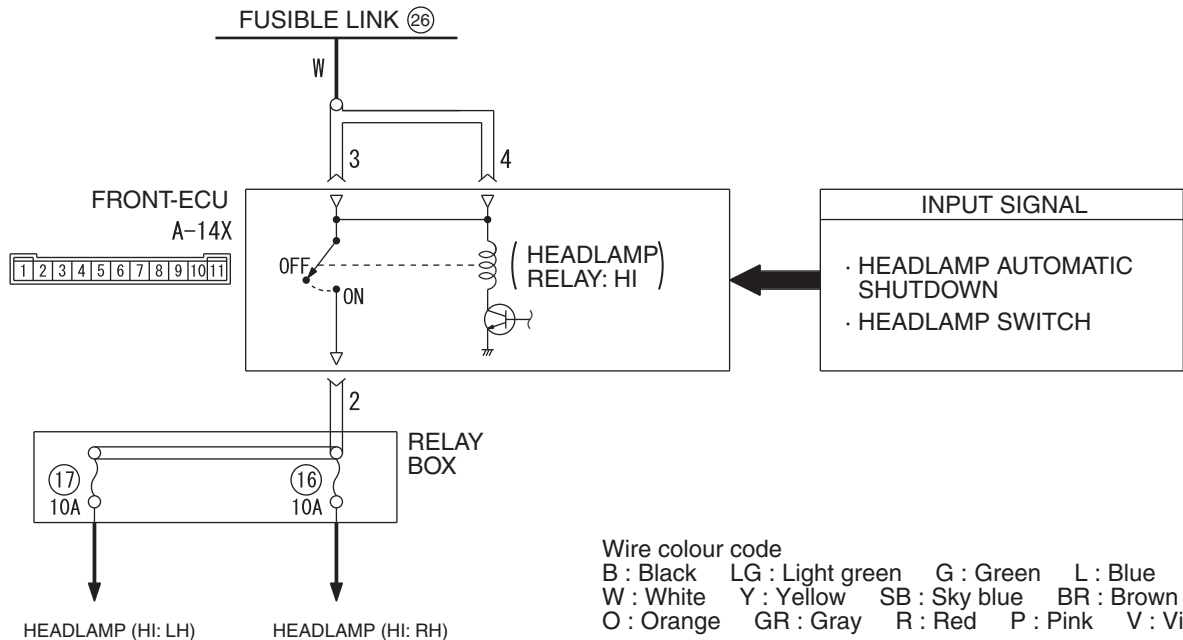 FUSIBLE LINK 26
W
3
4
FRONT-ECU
A-14X
1 2 3 4 5 6 7 8 9 10 11
OFF
ON
(HEADLAMP
RELAY: HI)
INPUT SIGNAL
· HEADLAMP AUTOMATIC
SHUTDOWN
· HEADLAMP SWITCH
2
RELAY
BOX
17
10A
16
10A
HEADLAMP (HI: LH)
HEADLAMP (HI: RH)
Wire colour code
B : Black LG : Light green G : Green L : Blue
W : White Y : Yellow SB : Sky blue BR : Brown
O : Orange GR : Gray R : Red P : Pink V : Vi